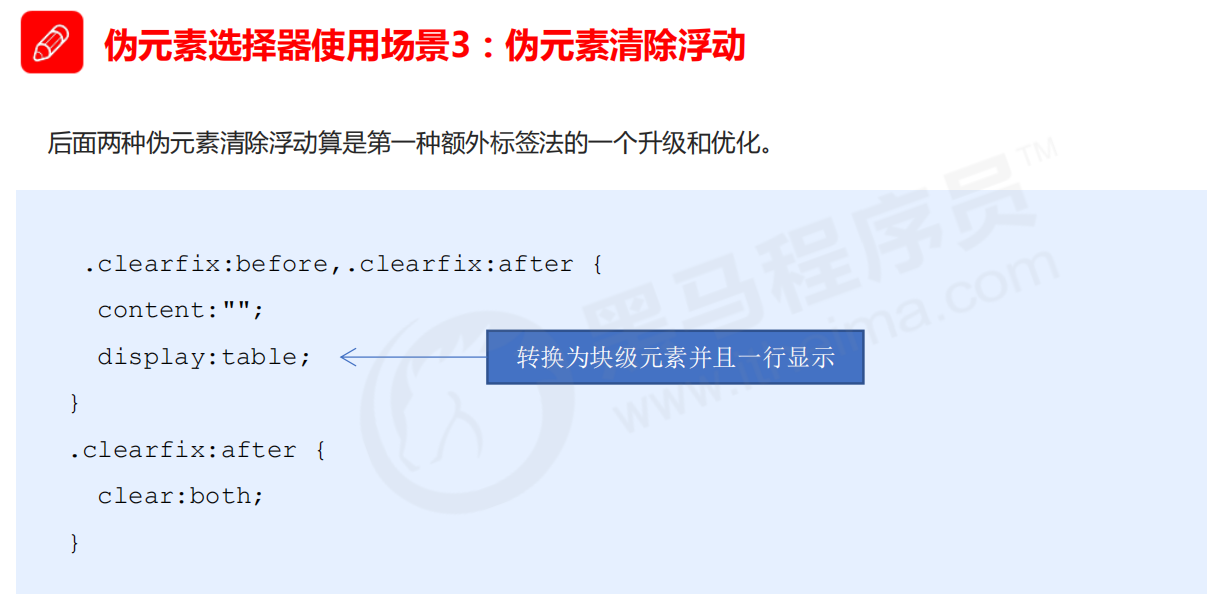 伪元素选择器使用场景3：伪元素清除浮动
后面两种伪元素清除浮动算是第一种额外标签法的一个升级和优化。
.clearfix:before,.clearfix:after {
content:"";
display:table;
转换为块级元素并且一行显示
}
.clearfix:after {
clear:both;
}
黑马程序员™